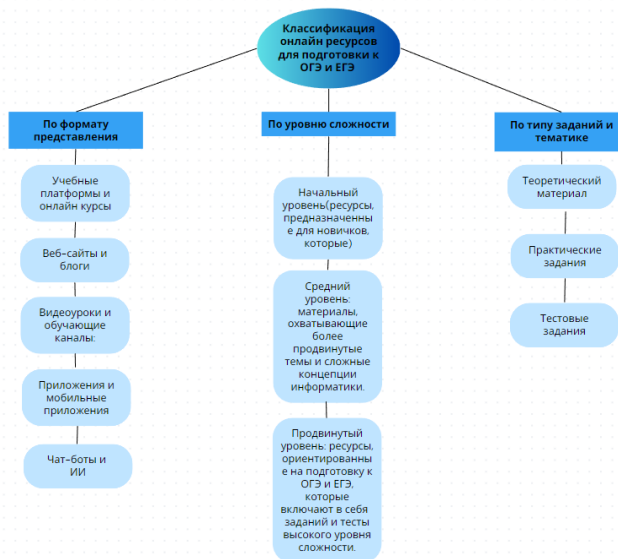 Классификация
онлайн ресурсов
для подготовки к
ОГЭ и ЕГЭ
По формату
представления
Учебные
платформы и
онлайн курсы
Веб-сайты и
блоги
Видеоуроки и
обучающие
каналы:
Приложения и
мобильные
приложения
Чат-боты и
ИИ
По уровню сложности
Начальный
уровень(ресурсы,
предназначенны
е для новичков,
которые)
Средний
уровень:
материалы,
охватывающие
более
продвинутые
темы и сложные
концепции
информатики.
Продвинутый
уровень: ресурсы,
ориентированны
е на подготовку к
ОГЭ и ЕГЭ,
которые
включают в себя
заданий и тесты
высокого уровня
сложности.
По типу заданий и
тематике
Теоретический
материал
Практические
задания
Тестовые
задания